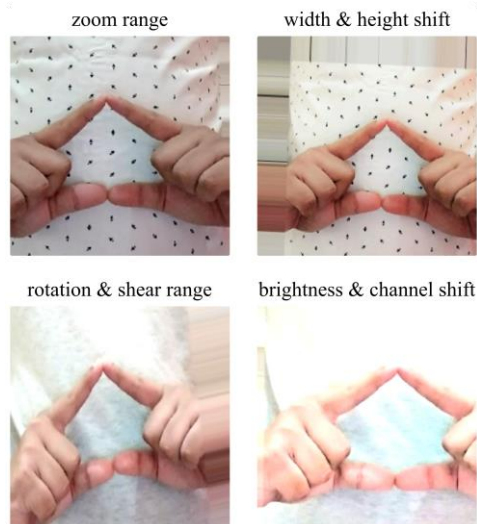 zoom range
width & height shift
rotation & shear range
brightness & channel shift